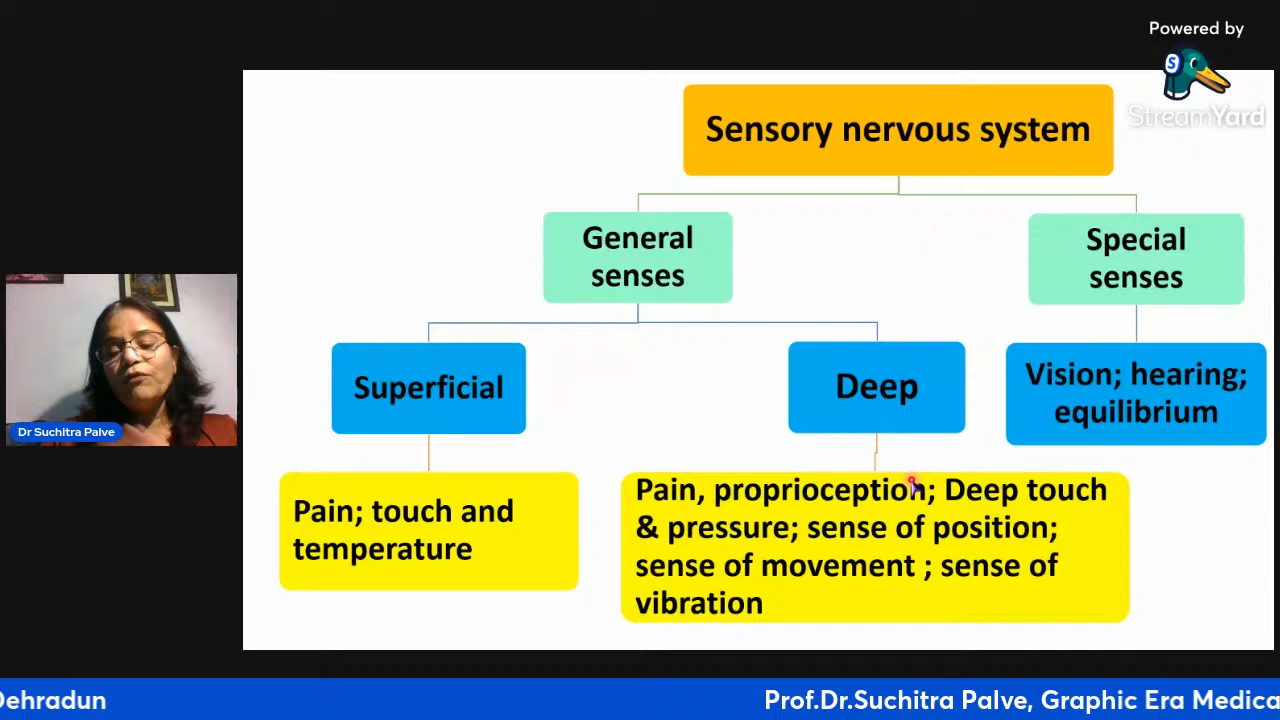 Powered by
S
StreamYard
Sensory nervous system
General
senses
Special
senses
Superficial
Deep
Vision; hearing;
equilibrium
Pain; touch and
temperature
Pain, proprioception; Deep touch
& pressure; sense of position;
sense of movement ; sense of
vibration
Dr Suchitra Palve
Dehradun
Prof.Dr.Suchitra Palve, Graphic Era Medica